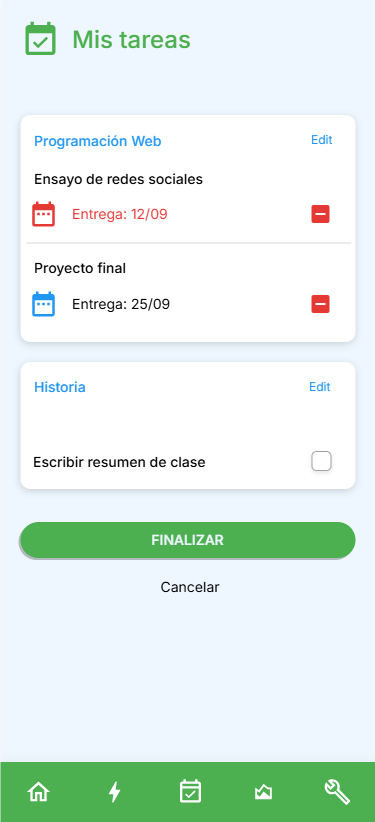 Mis tareas
Programación Web
Edit
Ensayo de redes sociales
Entrega: 12/09
Proyecto final
Entrega: 25/09
Historia
Edit
Escribir resumen de clase
FINALIZAR
Cancelar